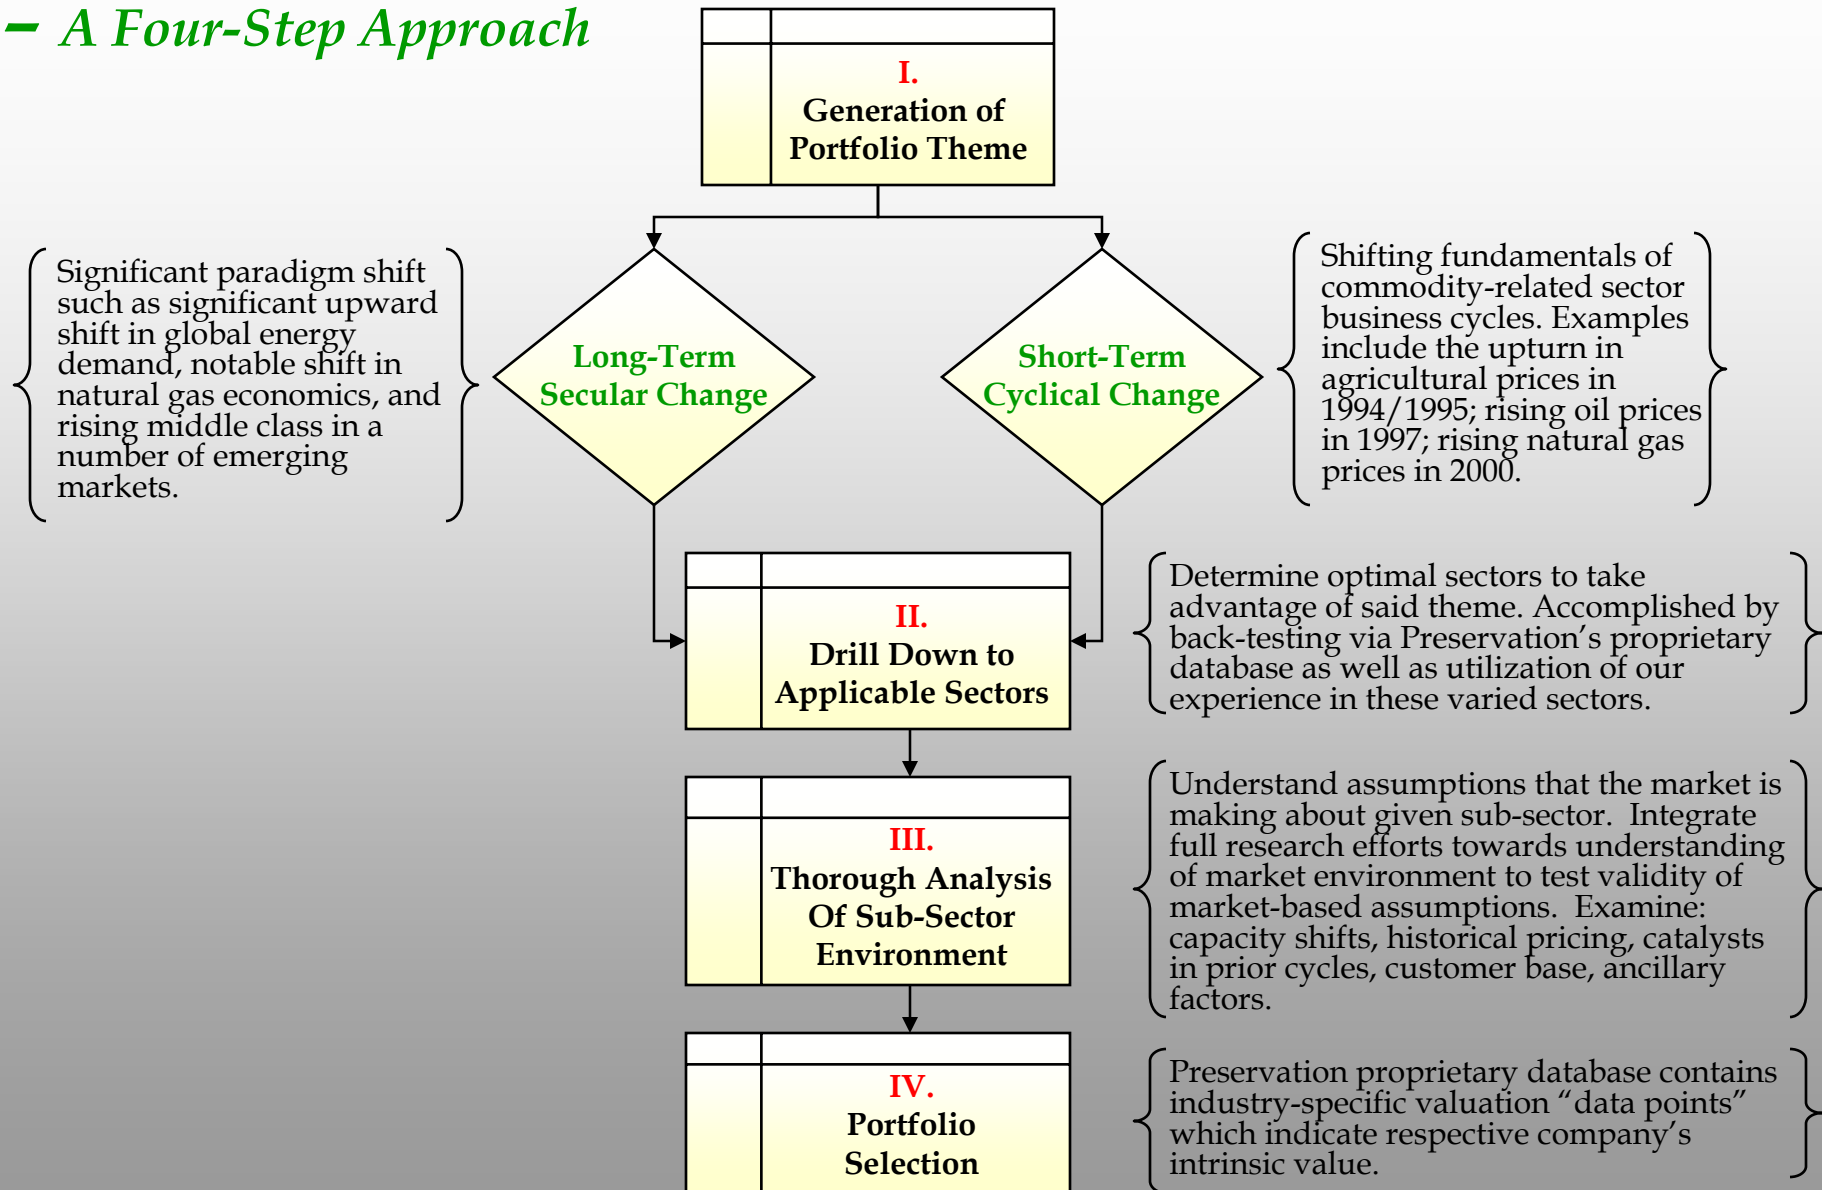 – A Four-Step Approach
I.
Generation of
Portfolio Theme
Significant paradigm shift
such as significant upward
shift in global energy
demand, notable shift in
natural gas economics, and
rising middle class in a
number of emerging
markets.
Long-Term
Secular Change
Short-Term
Cyclical Change
Shifting fundamentals of
commodity-related sector
business cycles. Examples
include the upturn in
agricultural prices in
1994/1995; rising oil prices
in 1997; rising natural gas
prices in 2000.
II.
Drill Down to
Applicable Sectors
Determine optimal sectors to take
advantage of said theme. Accomplished by
back-testing via Preservation’s proprietary
database as well as utilization of our
experience in these varied sectors.
III.
Thorough Analysis
Of Sub-Sector
Environment
Understand assumptions that the market is
making about given sub-sector.  Integrate
full research efforts towards understanding
of market environment to test validity of
market-based assumptions.  Examine:
capacity shifts, historical pricing, catalysts
in prior cycles, customer base, ancillary
factors.
IV.
Portfolio
Selection
Preservation proprietary database contains
industry-specific valuation “data points”
which indicate respective company’s
intrinsic value.